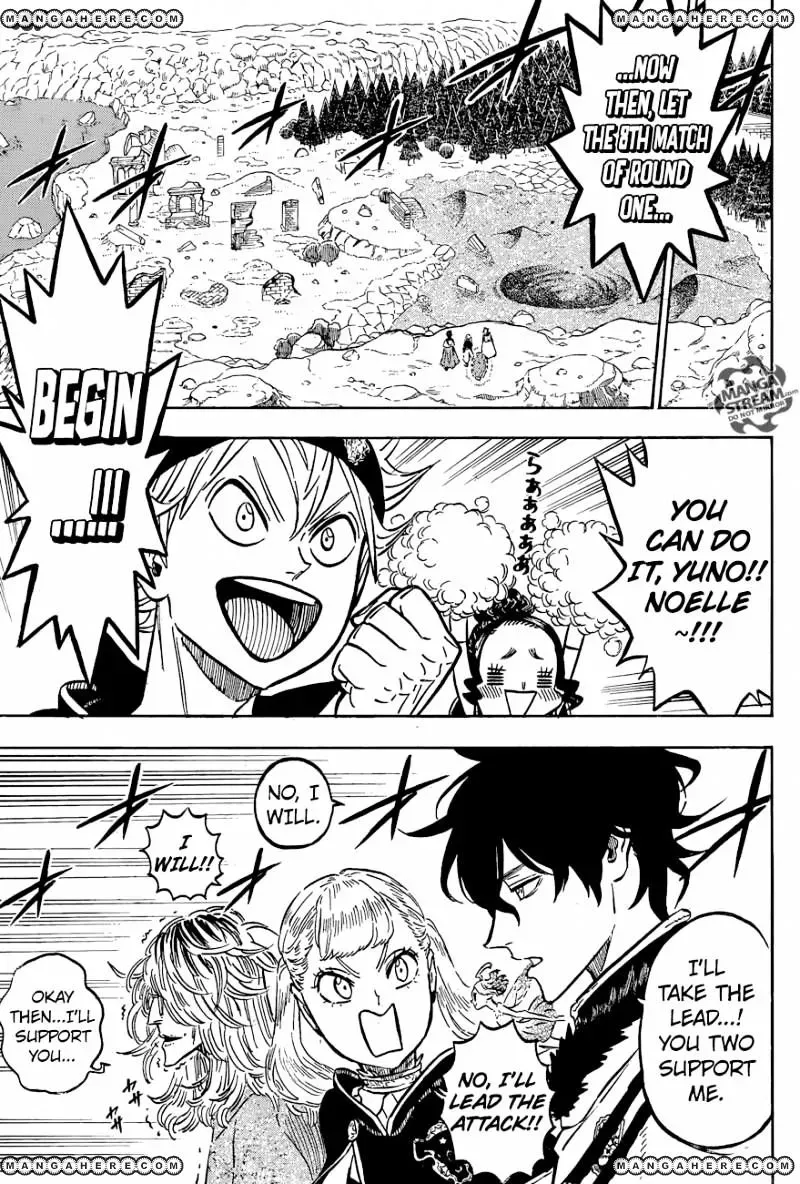 MANGAHERE.COM
MANGAHERE.COM
...NOW
THEN, LET
THE 8TH MATCH
OF ROUND
ONE...
BEGIN
......!!!
MANGA
STREAM.COM
DO NOT MIRROR
YOU
CAN DO
IT, YUNO!!
NOELLE
~!!!
らぁぁぁぁぁ
I'LL
TAKE THE
LEAD...!
YOU TWO
SUPPORT
ME.
NO, I'LL
LEAD THE
ATTACK!!
NO, I
WILL.
I
WILL!!
OKAY
THEN...I'LL
SUPPORT
YOU...
MANGAHERE.COM
MANGAHERE.COM